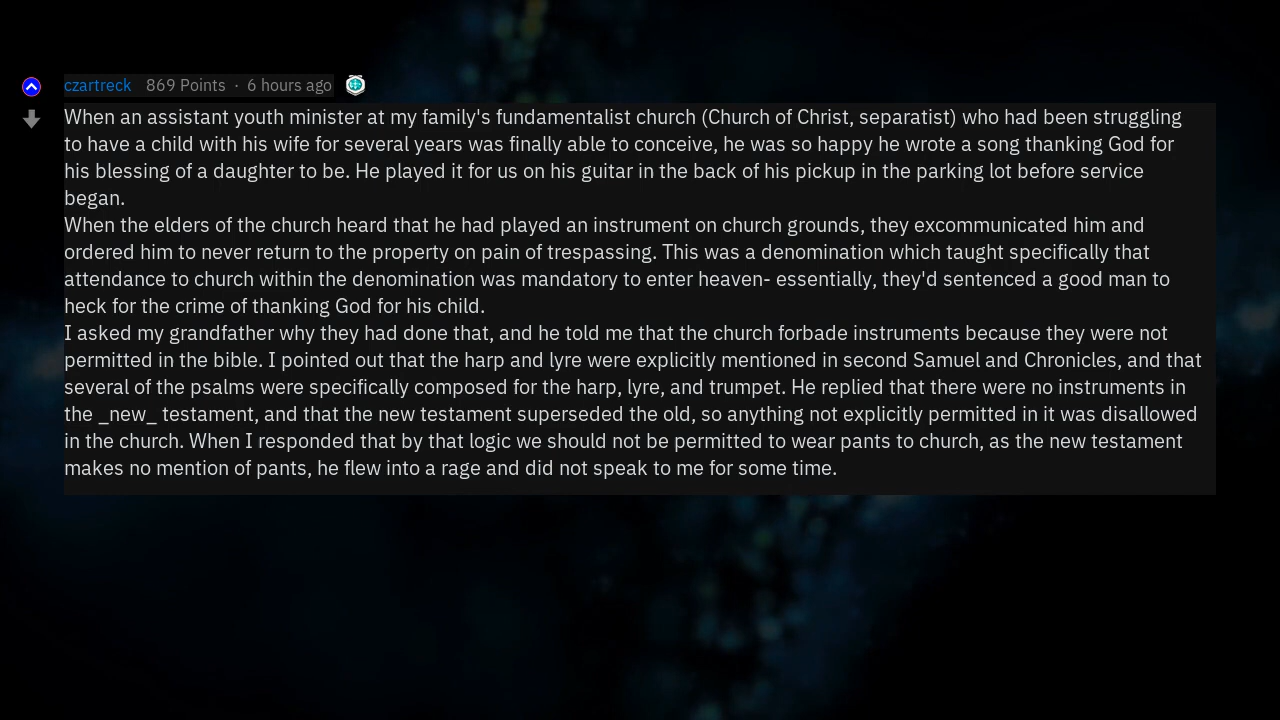 czartreck 869 Points · 6 hours ago
When an assistant youth minister at my family's fundamentalist church (Church of Christ, separatist) who had been struggling
to have a child with his wife for several years was finally able to conceive, he was so happy he wrote a song thanking God for
his blessing of a daughter to be. He played it for us on his guitar in the back of his pickup in the parking lot before service
began.
When the elders of the church heard that he had played an instrument on church grounds, they excommunicated him and
ordered him to never return to the property on pain of trespassing. This was a denomination which taught specifically that
attendance to church within the denomination was mandatory to enter heaven- essentially, they'd sentenced a good man to
heck for the crime of thanking God for his child.
I asked my grandfather why they had done that, and he told me that the church forbade instruments because they were not
permitted in the bible. I pointed out that the harp and lyre were explicitly mentioned in second Samuel and Chronicles, and that
several of the psalms were specifically composed for the harp, lyre, and trumpet. He replied that there were no instruments in
the _new_ testament, and that the new testament superseded the old, so anything not explicitly permitted in it was disallowed
in the church. When I responded that by that logic we should not be permitted to wear pants to church, as the new testament
makes no mention of pants, he flew into a rage and did not speak to me for some time.